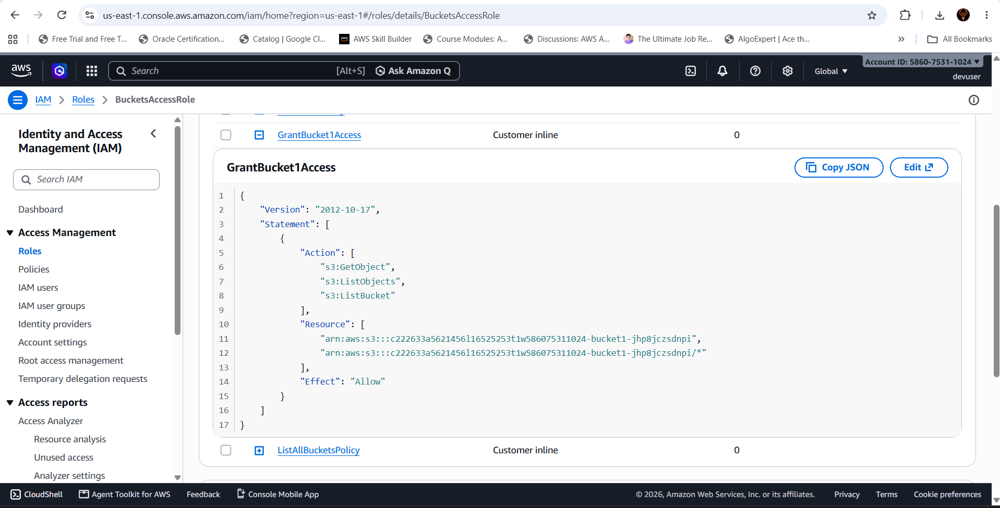 us-east-1.console.aws.amazon.com/iam/home?region=us-east-1#/roles/details/BucketsAccessRole
Free Trial and Free T...
Oracle Certification...
Catalog | Google Cl...
aws
AWS Skill Builder
Course Modules: A...
Discussions: AWS A...
The Ultimate Job Re...
AlgoExpert | Ace th...
»
All Bookmarks
aws
Search
[Alt+S]
Ask Amazon Q
Global
Account ID: 5860-7531-1024
devuser
IAM > Roles > BucketsAccessRole
Identity and Access
Management (IAM)
Search IAM
Dashboard
Access Management
Roles
Policies
IAM users
IAM user groups
Identity providers
Account settings
Root access management
Temporary delegation requests
Access reports
Access Analyzer
Resource analysis
Unused access
Analyzer settings
GrantBucket1Access Customer inline 0
GrantBucket1Access
Copy JSON
Edit
1 {
2 "Version": "2012-10-17",
3 "Statement": [
4 {
5 "Action": [
6 "s3:GetObject",
7 "s3:ListObjects",
8 "s3:ListBucket"
9 ],
10 "Resource": [
11 "arn:aws:s3:::c222633a5621456l16525253t1w586075311024-bucket1-jhp8jczsdnpi",
12 "arn:aws:s3:::c222633a5621456l16525253t1w586075311024-bucket1-jhp8jczsdnpi/*"
13 ],
14 "Effect": "Allow"
15 }
16 ]
17 }
ListAllBucketsPolicy Customer inline 0
CloudShell
Agent Toolkit for AWS
Feedback
Console Mobile App
© 2026, Amazon Web Services, Inc. or its affiliates.
Privacy
Terms
Cookie preferences